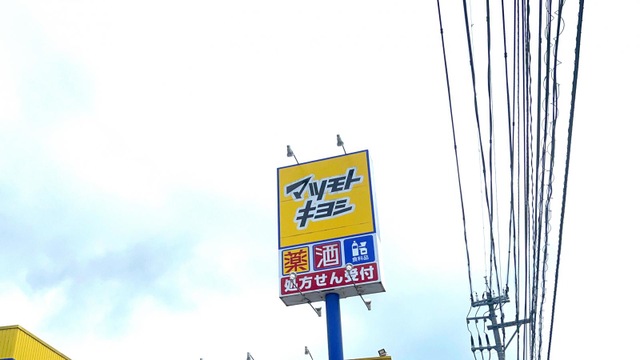 マツモト
キヨシ
薬 酒 食料品
処方せん受付